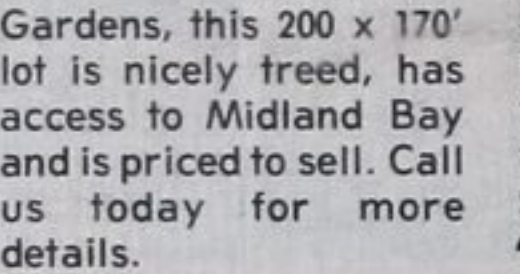 Gardens, this 200 x 170'
lot is nicely treed, has
access to Midland Bay
and is priced to sell. Call
us today for more
details.